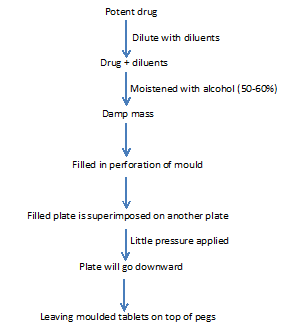 Potent drug
Dilute with diluents
Drug + diluents
Moistened with alcohol (50-60%)
Damp mass
Filled in perforation of mould
Filled plate is superimposed on another plate
Little pressure applied
Plate will go downward
Leaving moulded tablets on top of pegs